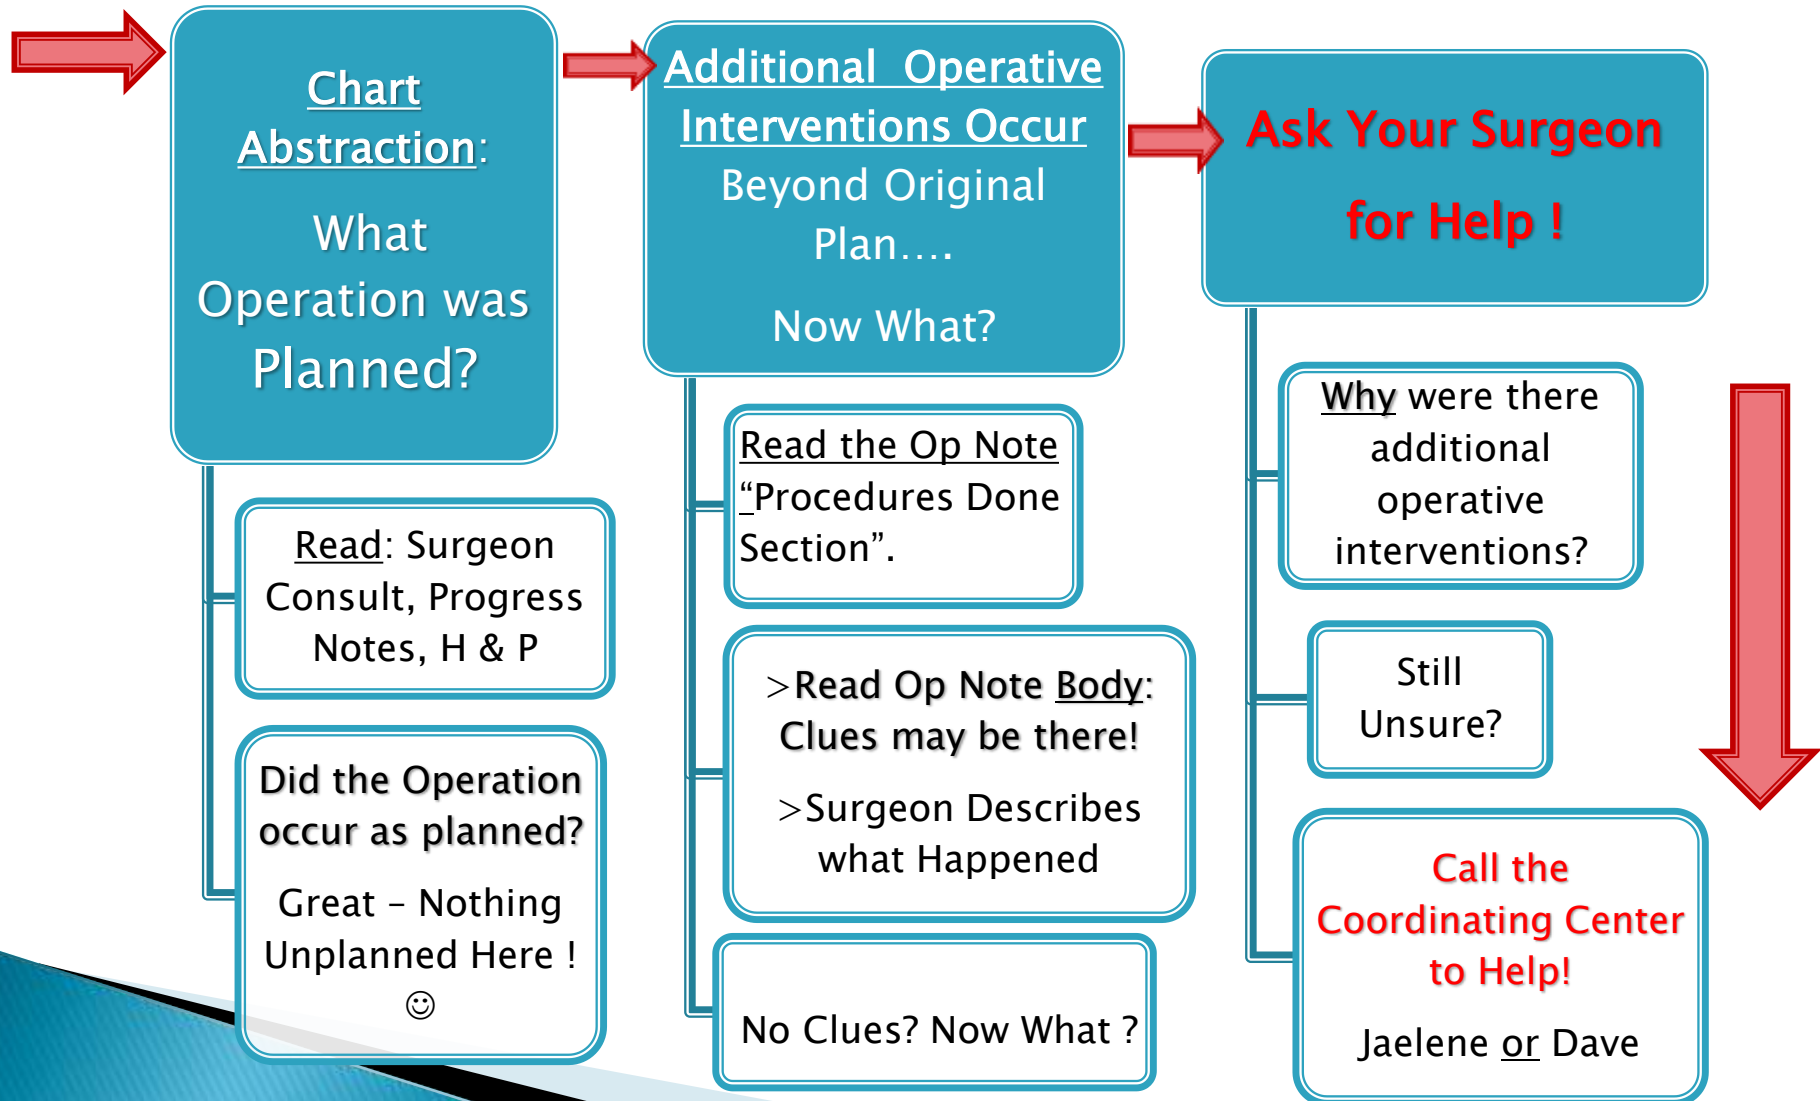 Chart
Abstraction:
What
Operation was
Planned?
Read: Surgeon
Consult, Progress
Notes, H & P
Did the Operation
occur as planned?
Great – Nothing
Unplanned Here !
☺
Additional Operative
Interventions Occur
Beyond Original
Plan....
Now What?
Read the Op Note
“Procedures Done
Section”.
>Read Op Note Body:
Clues may be there!
>Surgeon Describes
what Happened
No Clues? Now What ?
Ask Your Surgeon
for Help !
Why were there
additional
operative
interventions?
Still
Unsure?
Call the
Coordinating Center
to Help!
Jaelene or Dave